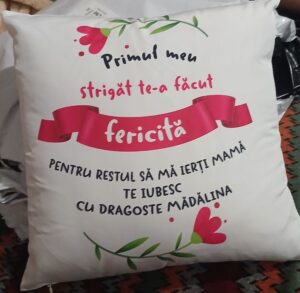 Primul meu
strigăt te-a făcut
fericită
PENTRU RESTUL SĂ MĂ IERȚI MAMĂ
TE IUBESC
CU DRAGOSTE MĂDĂLINA